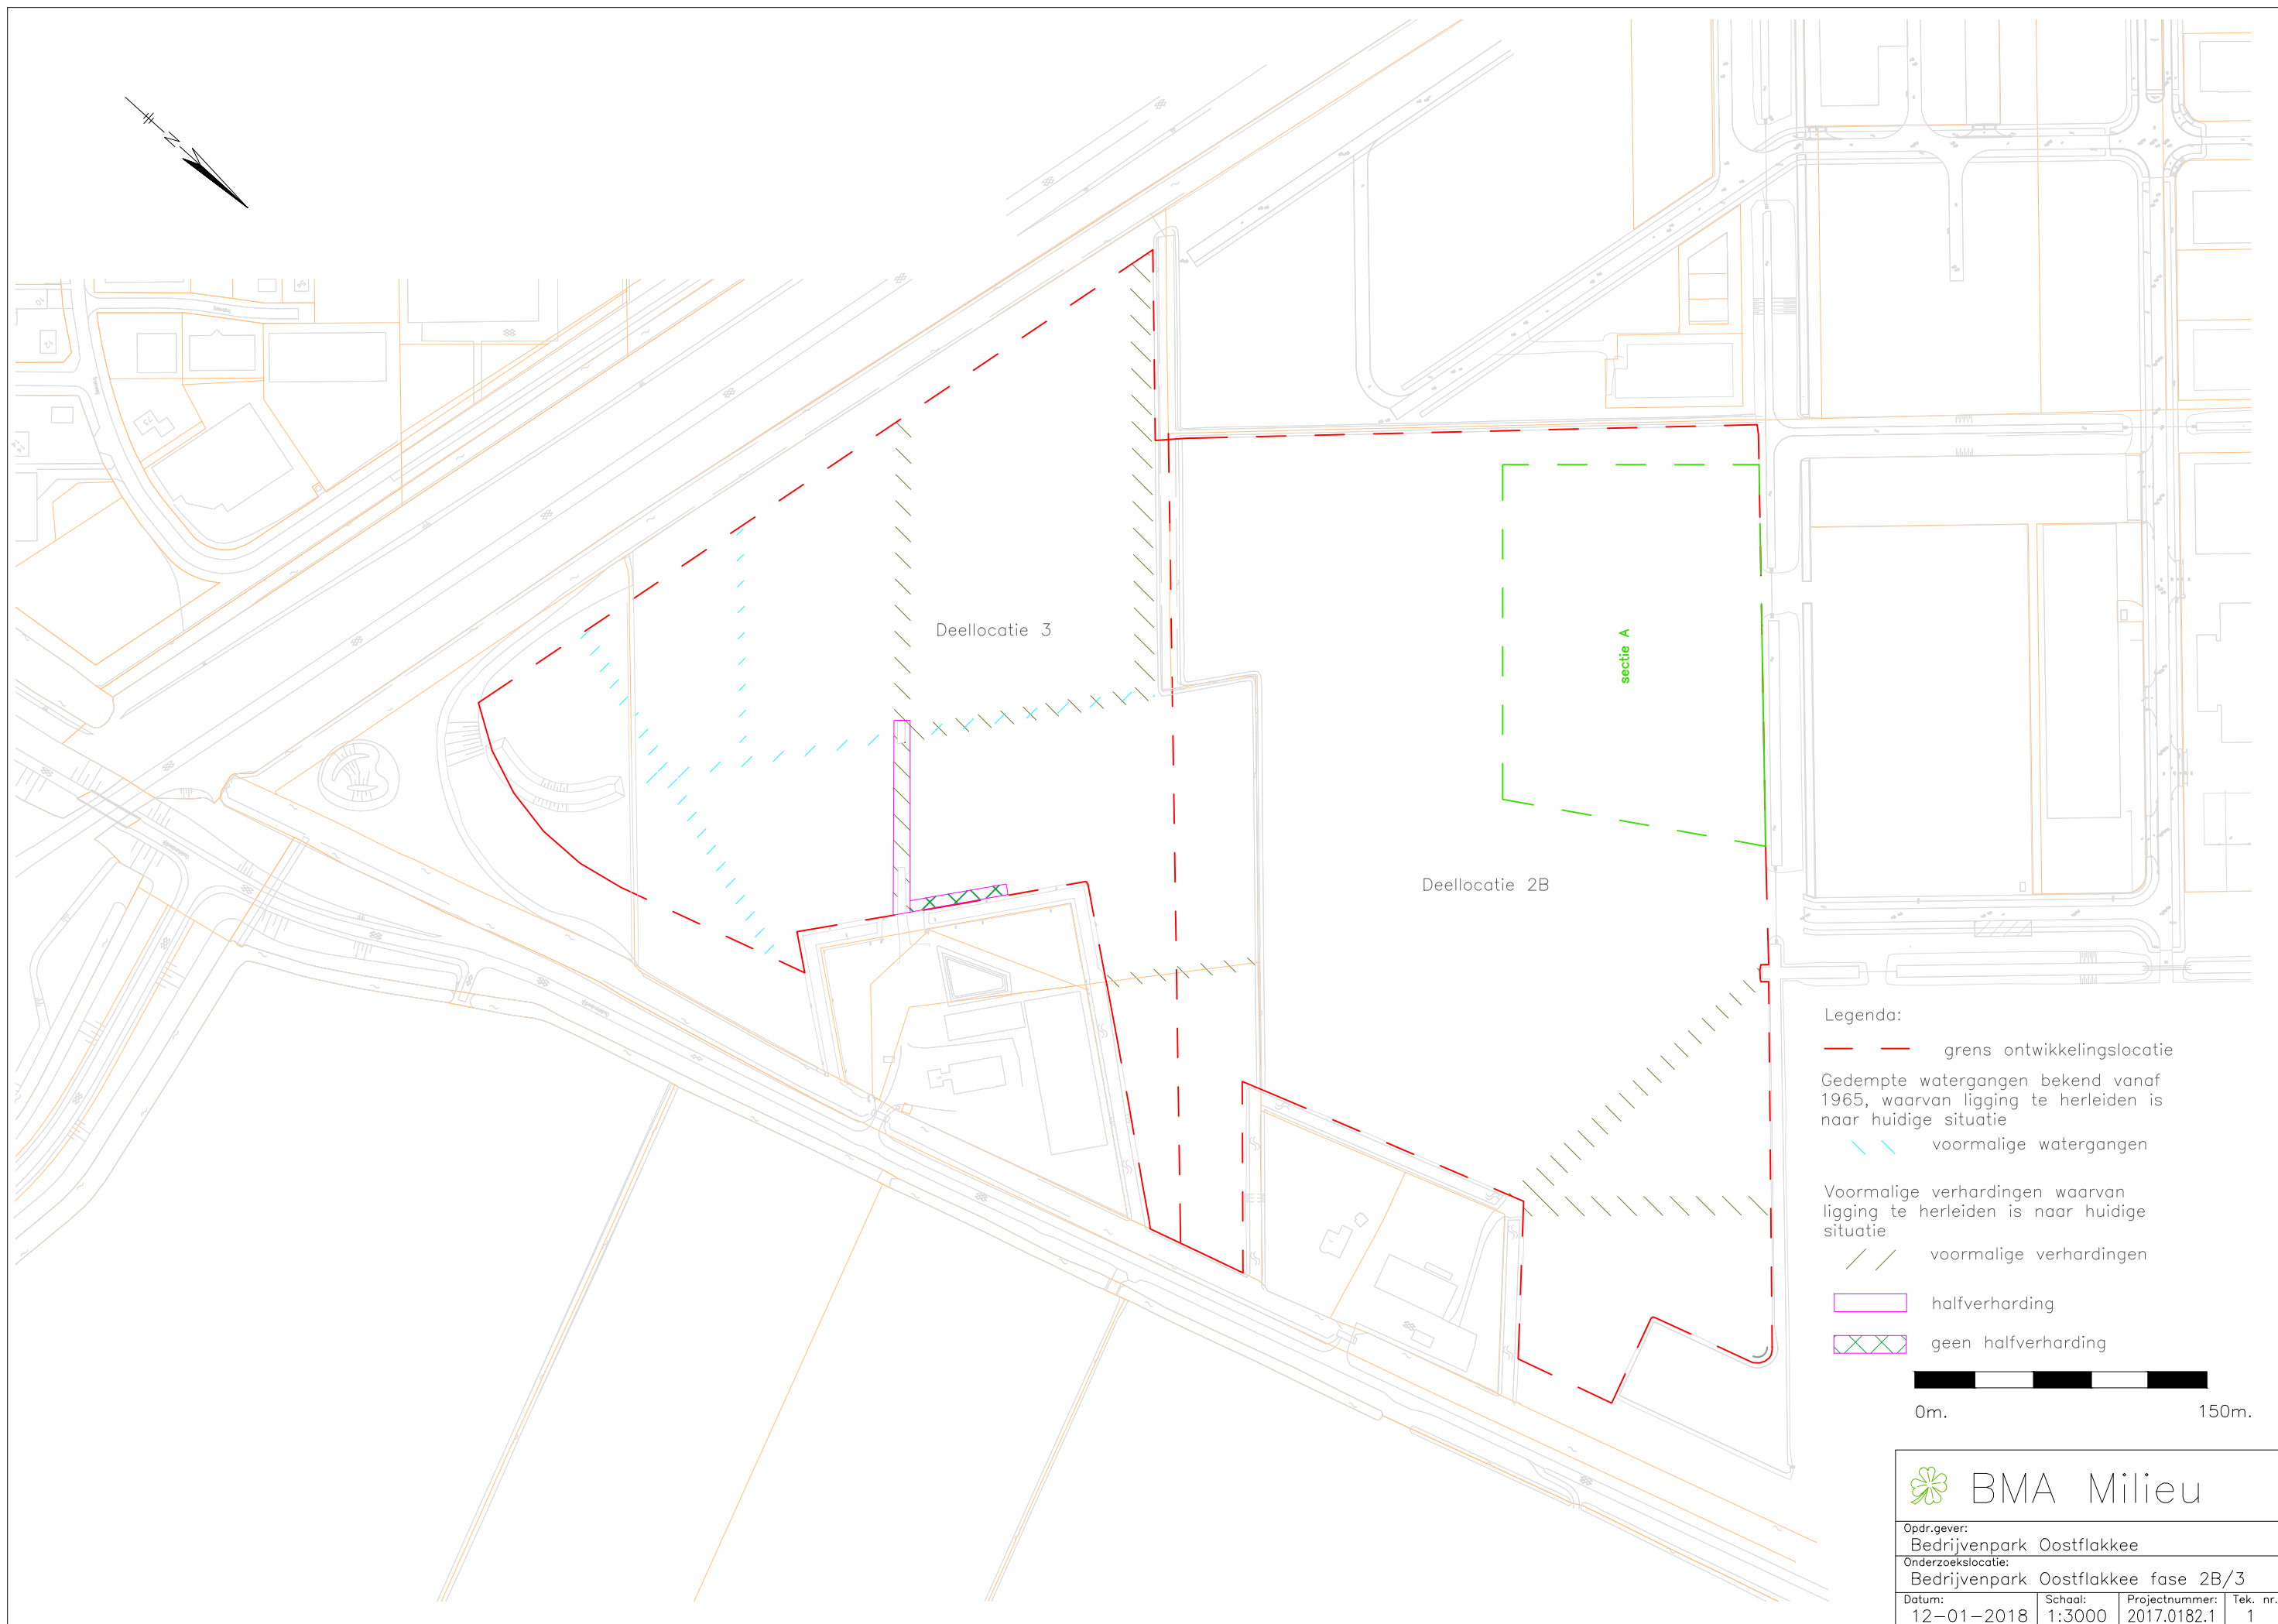 N
Deellocatie 3
sectie A
Deellocatie 2B
Legenda:
grens ontwikkelingslocatie
Gedempte watergangen bekend vanaf
1965, waarvan ligging te herleiden is
naar huidige situatie
voormalige watergangen
Voormalige verhardingen waarvan
ligging te herleiden is naar huidige
situatie
voormalige verhardingen
halfverharding
geen halfverharding
0m. 150m.
BMA Milieu
Opdr.gever:
Bedrijvenpark Oostflakkee
Onderzoekslocatie:
Bedrijvenpark Oostflakkee fase 2B/3
Datum: Schaal: Projectnummer: Tek. nr.
12-01-2018 1:3000 2017.0182.1 1